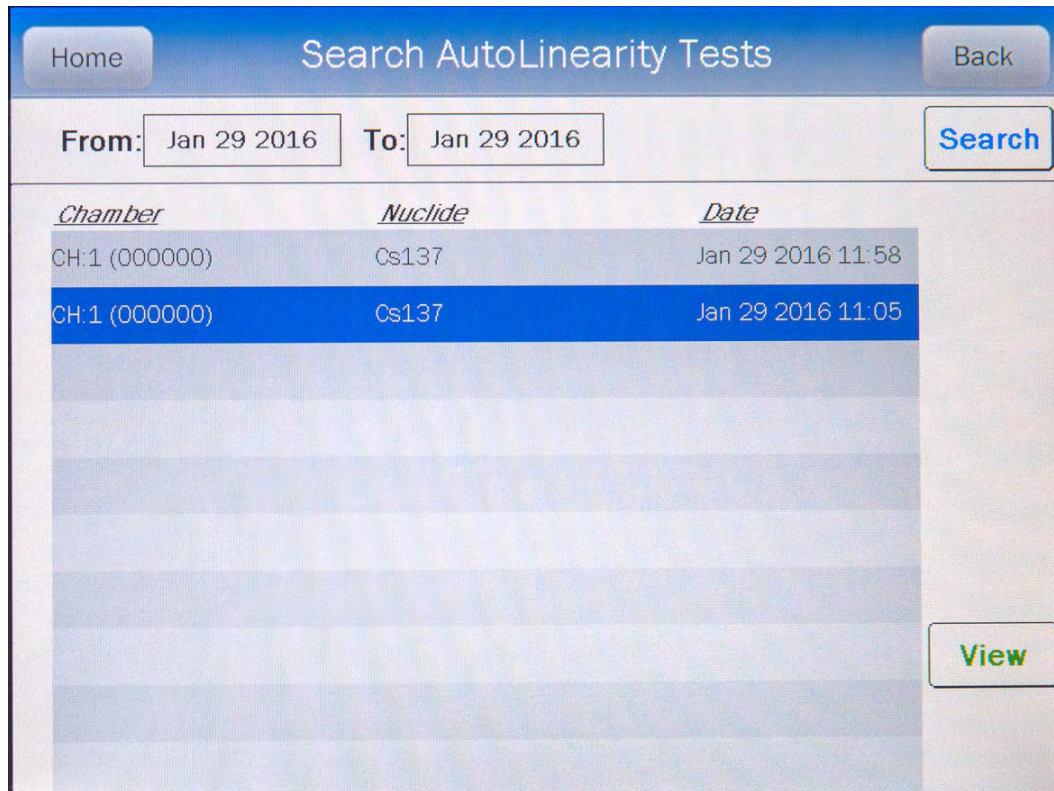 Home Search AutoLinearity Tests Back
From: Jan 29 2016 To: Jan 29 2016 Search
Chamber Nuclide Date
CH:1 (000000) Cs137 Jan 29 2016 11:58
CH:1 (000000) Cs137 Jan 29 2016 11:05
View